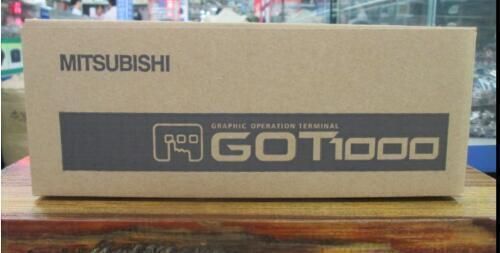 MITSUBISHI
GRAPHIC OPERATION TERMINAL
GOT1000